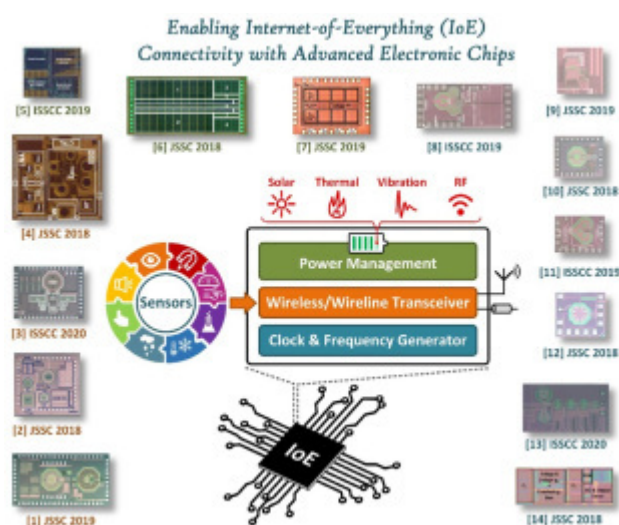 Enabling Internet-of-Everything (IoE)
Connectivity with Advanced Electronic Chips
[5] ISSCC 2019
[6] JSSC 2018
[7] JSSC 2019
[8] ISSCC 2019
[9] JSSC 2019
[4] JSSC 2018
[10] JSSC 2018
Solar
Thermal
Vibration
RF
Power Management
[11] ISSCC 2019
[3] ISSCC 2020
Sensors
Wireless/Wireline Transceiver
Clock & Frequency Generator
[12] JSSC 2018
[2] JSSC 2018
IoE
[13] ISSCC 2020
[1] JSSC 2019
[14] JSSC 2018